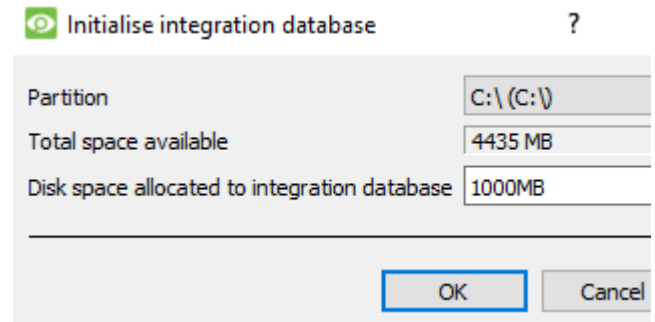 Initialise integration database ?
Partition C:\ (C:\)
Total space available 4435 MB
Disk space allocated to integration database 1000MB
OK Cancel